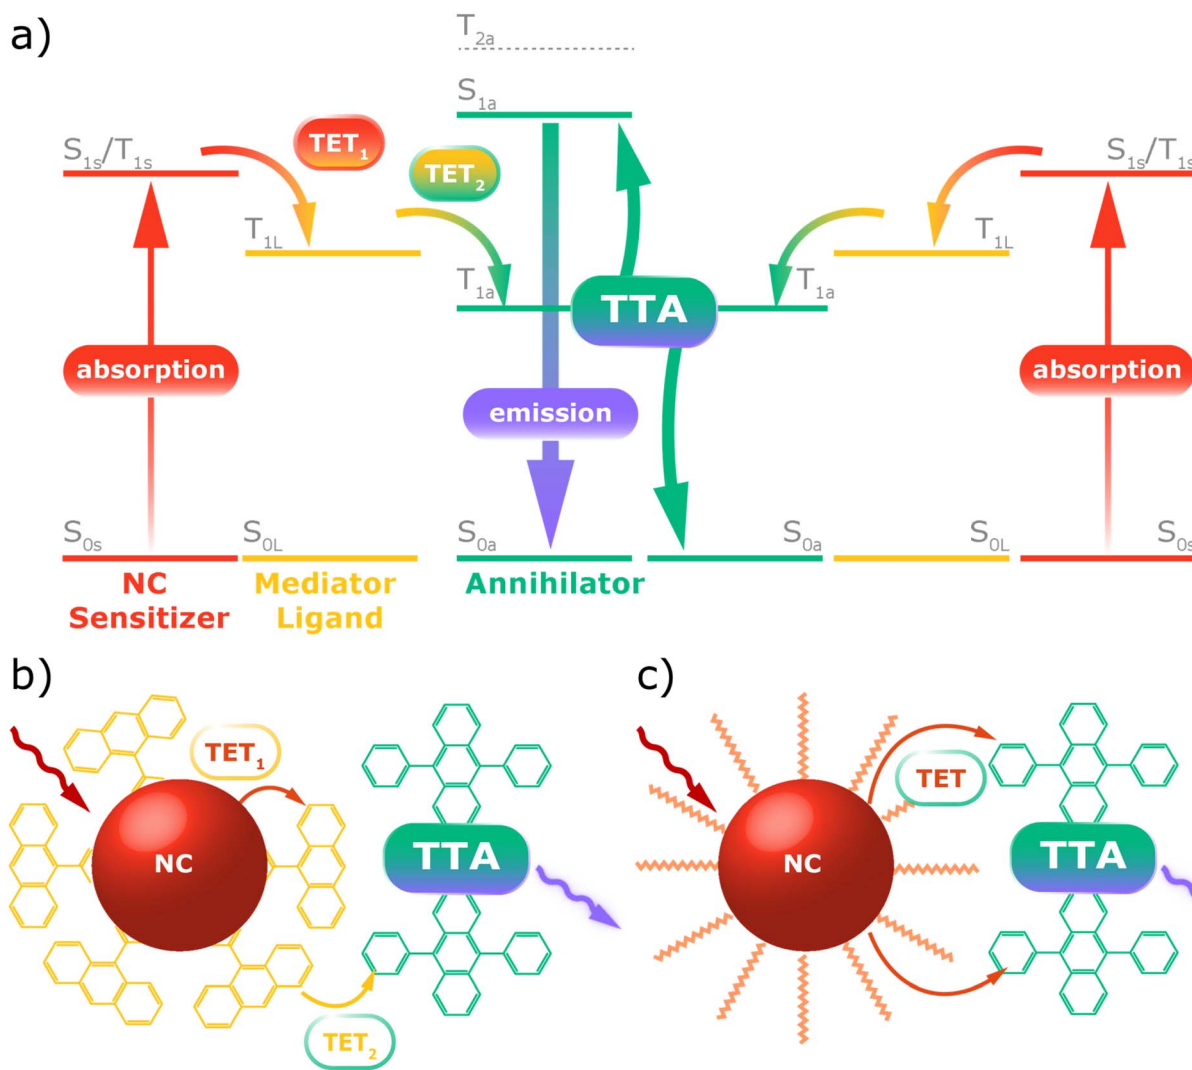 a)
T2a
S1a
TET1
S1s/T1s
S1s/T1s
TET2
T1L
T1L
T1a
T1a
TTA
absorption
absorption
emission
S0s
S0L
S0a
S0a
S0L
S0s
NC
Sensitizer
Mediator
Ligand
Annihilator
b)
TET1
NC
TTA
TET2
c)
TET
NC
TTA